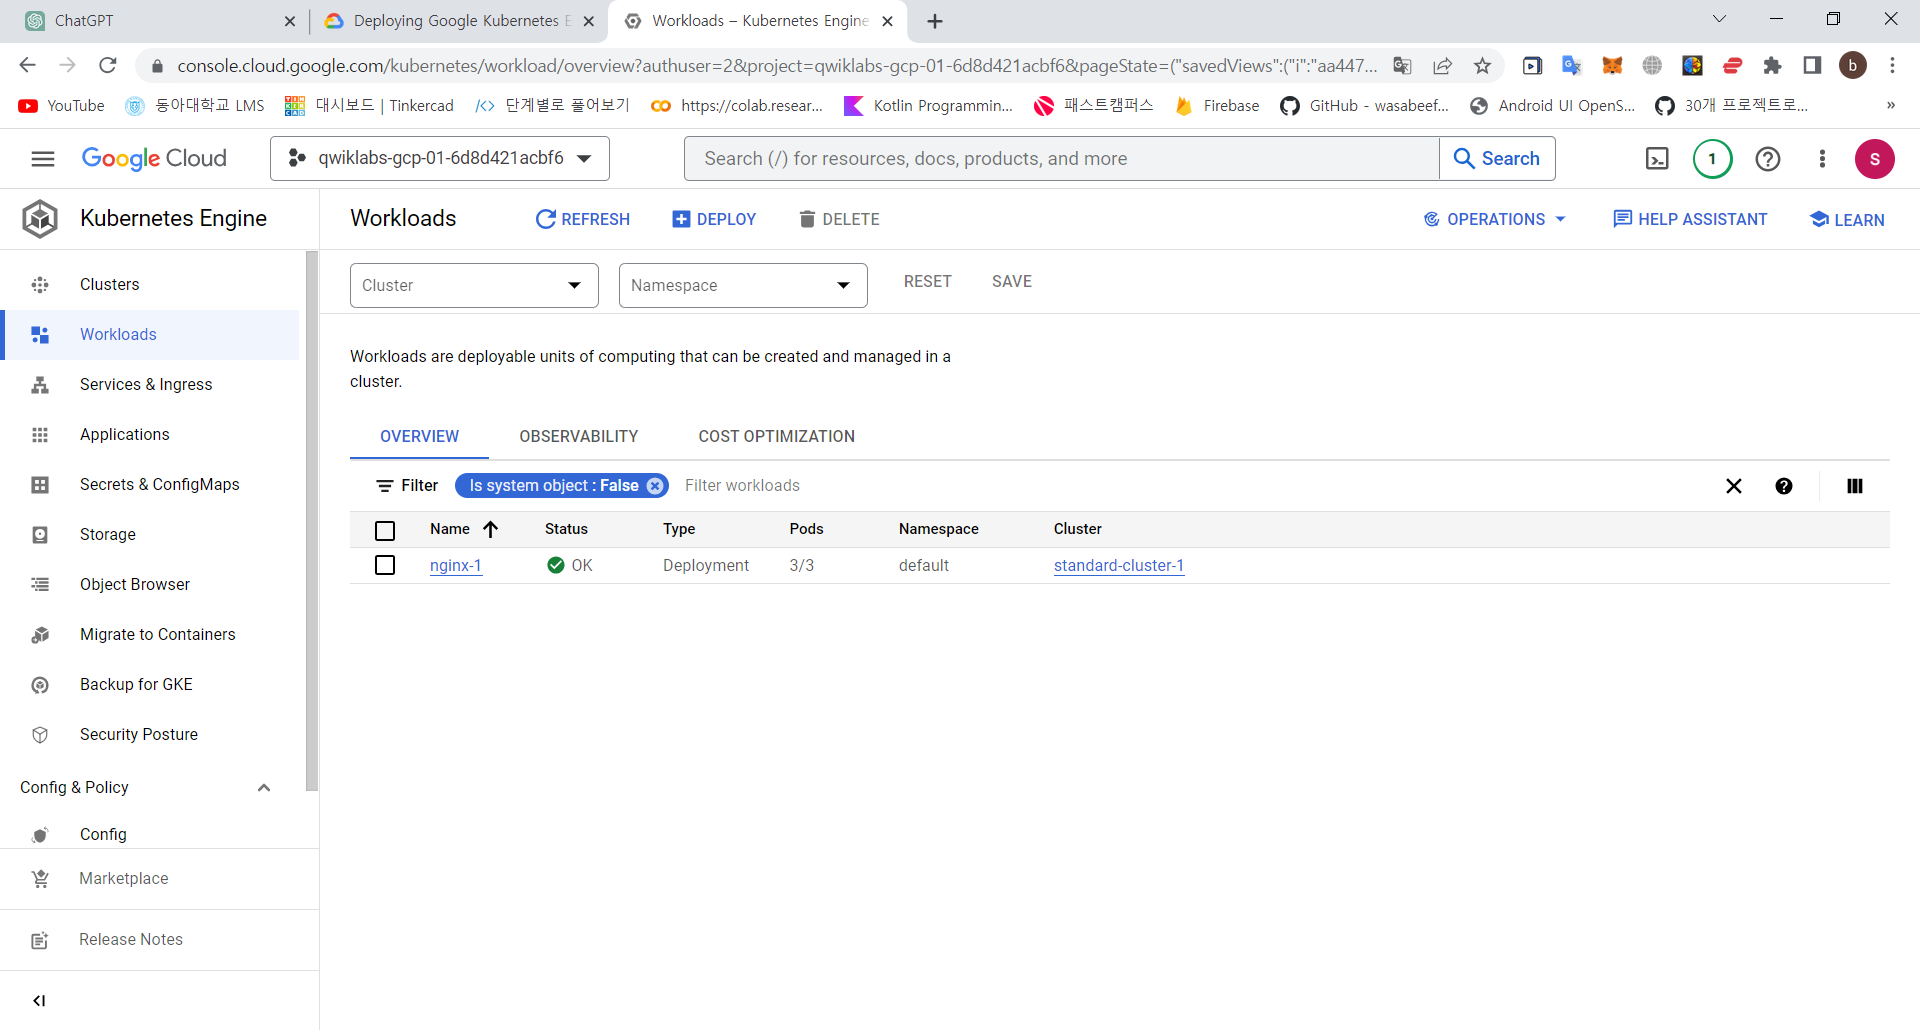 ChatGPT
Deploying Google Kubernetes E
Workloads – Kubernetes Engine
console.cloud.google.com/kubernetes/workload/overview?authuser=2&project=qwiklabs-gcp-01-6d8d421acbf6&pageState=("savedViews":("i":"aa447...
b
YouTube
동아대학교 LMS
대시보드 | Tinkercad
단계별로 풀어보기
https://colab.resear...
Kotlin Programmin...
패스트캠퍼스
Firebase
GitHub - wasabeef...
Android UI OpenS...
30개 프로젝트로...
»
Google Cloud
qwiklabs-gcp-01-6d8d421acbf6
Search (/) for resources, docs, products, and more
Search
1
S
Kubernetes Engine
Workloads
REFRESH
DEPLOY
DELETE
OPERATIONS
HELP ASSISTANT
LEARN
Clusters
Workloads
Services & Ingress
Applications
Secrets & ConfigMaps
Storage
Object Browser
Migrate to Containers
Backup for GKE
Security Posture
Config & Policy
Config
Marketplace
Release Notes
Cluster
Namespace
RESET
SAVE
Workloads are deployable units of computing that can be created and managed in a
cluster.
OVERVIEW
OBSERVABILITY
COST OPTIMIZATION
Filter
Is system object : False
Filter workloads
Name Status Type Pods Namespace Cluster
nginx-1 OK Deployment 3/3 default standard-cluster-1